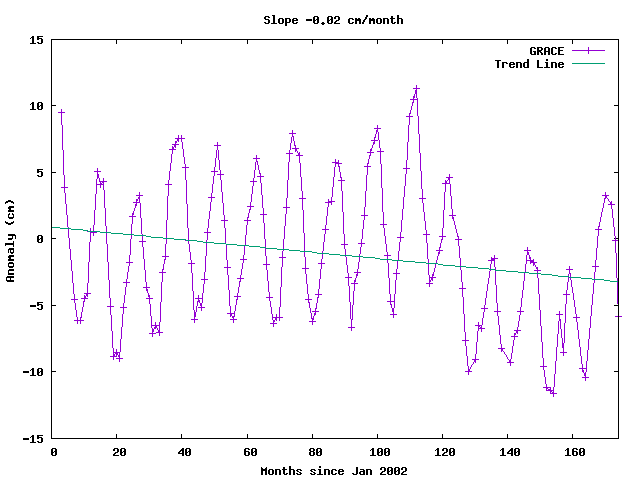 Slope -0.02 cm/month
GRACE
Trend Line
15
10
5
0
-5
-10
-15
Anomaly (cm)
0 20 40 60 80 100 120 140 160
Months since Jan 2002